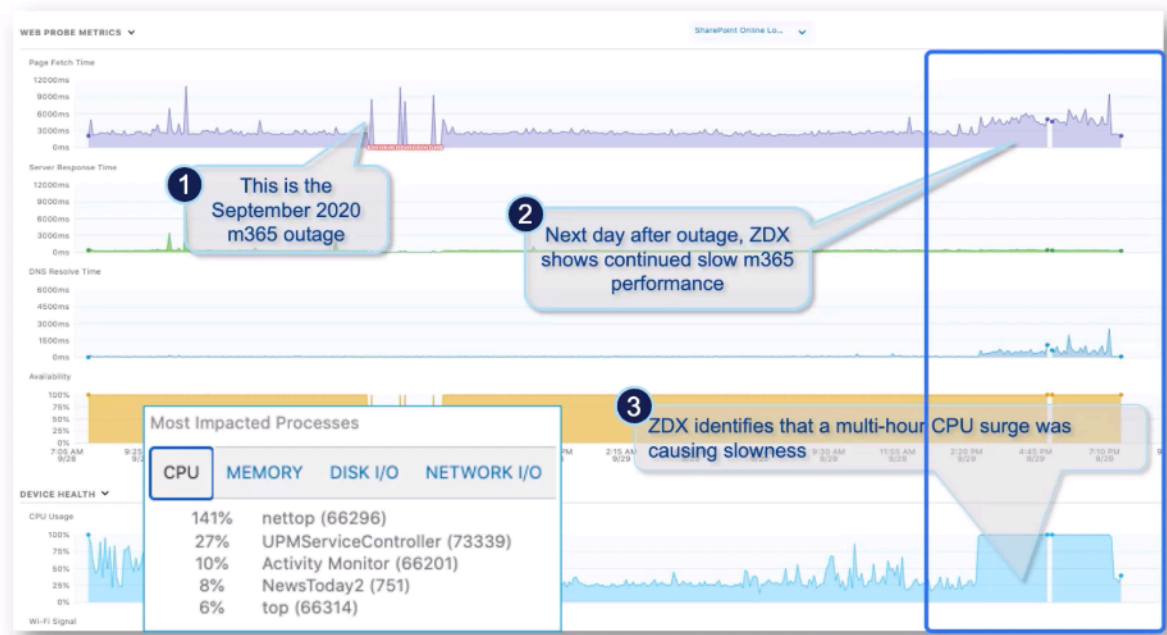 WEB PROBE METRICS
SharePoint Online Lo...
Page Fetch Time
12000ms
9000ms
6000ms
3000ms
0ms
1
This is the
September 2020
m365 outage
Server Response Time
12000ms
9000ms
6000ms
3000ms
0ms
2
Next day after outage, ZDX
shows continued slow m365
performance
DNS Resolve Time
6000ms
4500ms
3000ms
1500ms
0ms
Availability
100%
75%
50%
25%
0%
3
ZDX identifies that a multi-hour CPU surge was
causing slowness
7:05 AM
9/28
2:15 AM
9/29
9:30 AM
9/29
11:55 AM
9/29
2:20 PM
9/29
4:45 PM
9/29
7:10 PM
9/29
Most Impacted Processes
CPU MEMORY DISK I/O NETWORK I/O
141% nettop (66296)
27% UPMServiceController (73339)
10% Activity Monitor (66201)
8% NewsToday2 (751)
6% top (66314)
DEVICE HEALTH
CPU Usage
100%
75%
50%
25%
0%
Wi-Fi Signal